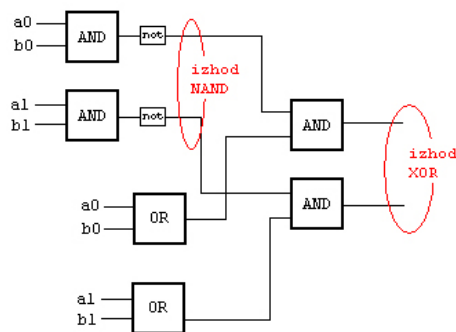 a0
b0
AND
not
izhod
NAND
a1
b1
AND
not
AND
izhod
XOR
a0
b0
OR
AND
a1
b1
OR